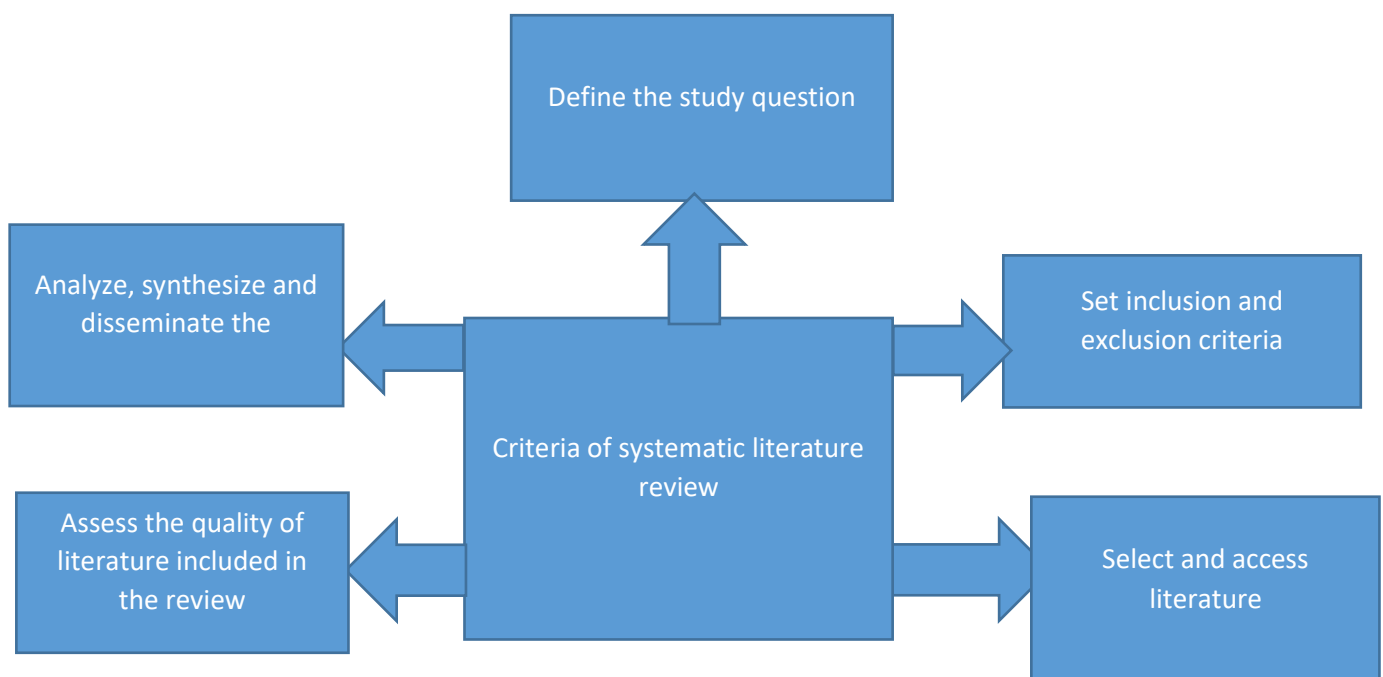 Define the study question
Analyze, synthesize and
disseminate the
Set inclusion and
exclusion criteria
Criteria of systematic literature
review
Assess the quality of
literature included in
the review
Select and access
literature